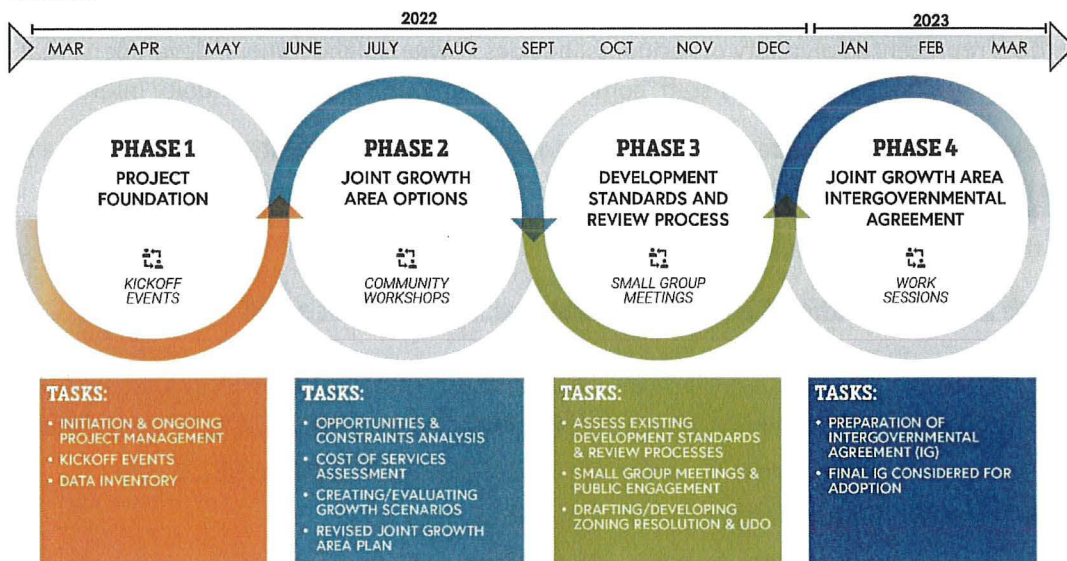 2022
2023
MAR APR MAY JUNE JULY AUG SEPT OCT NOV DEC JAN FEB MAR
PHASE 1
PROJECT
FOUNDATION
KICKOFF
EVENTS
PHASE 2
JOINT GROWTH
AREA OPTIONS
COMMUNITY
WORKSHOPS
PHASE 3
DEVELOPMENT
STANDARDS AND
REVIEW PROCESS
SMALL GROUP
MEETINGS
PHASE 4
JOINT GROWTH AREA
INTERGOVERNMENTAL
AGREEMENT
WORK
SESSIONS
TASKS:
• INITIATION & ONGOING
PROJECT MANAGEMENT
• KICKOFF EVENTS
• DATA INVENTORY
TASKS:
• OPPORTUNITIES &
CONSTRAINTS ANALYSIS
• COST OF SERVICES
ASSESSMENT
• CREATING/EVALUATING
GROWTH SCENARIOS
• REVISED JOINT GROWTH
AREA PLAN
TASKS:
• ASSESS EXISTING
DEVELOPMENT STANDARDS
& REVIEW PROCESSES
• SMALL GROUP MEETINGS &
PUBLIC ENGAGEMENT
• DRAFTING/DEVELOPING
ZONING RESOLUTION & UDO
TASKS:
• PREPARATION OF
INTERGOVERNMENTAL
AGREEMENT (IG)
• FINAL IG CONSIDERED FOR
ADOPTION